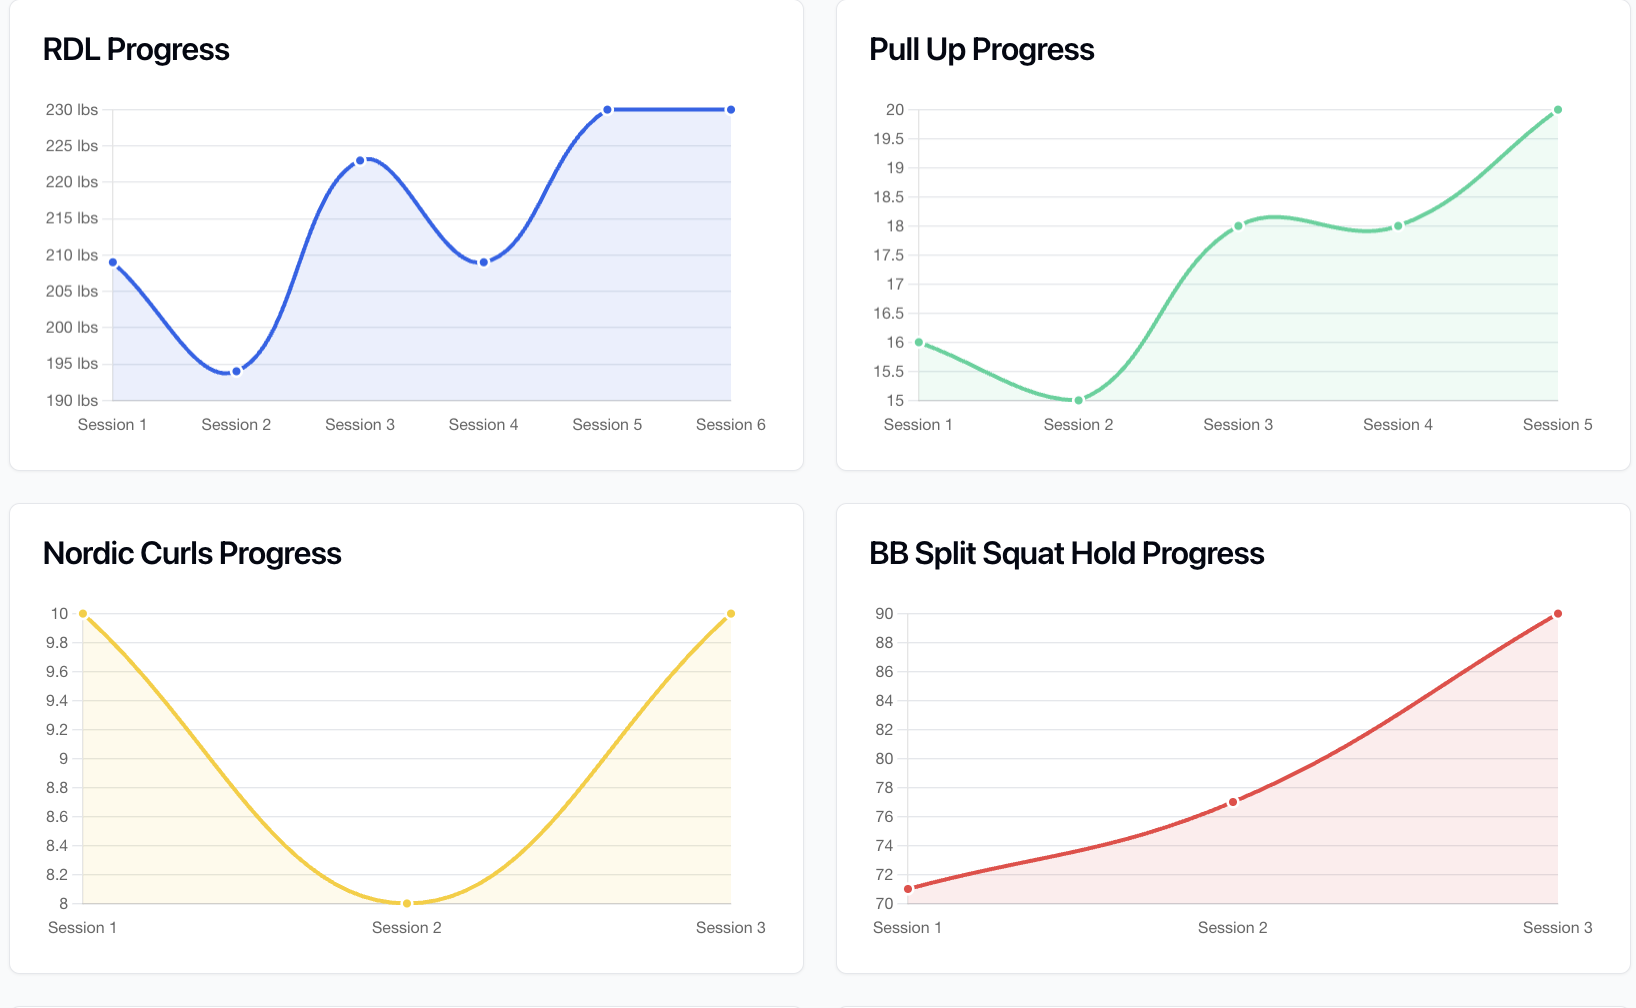 RDL Progress
230 lbs
225 lbs
220 lbs
215 lbs
210 lbs
205 lbs
200 lbs
195 lbs
190 lbs
Session 1 Session 2 Session 3 Session 4 Session 5 Session 6
Pull Up Progress
20
19.5
19
18.5
18
17.5
17
16.5
16
15.5
15
Session 1 Session 2 Session 3 Session 4 Session 5
Nordic Curls Progress
10
9.8
9.6
9.4
9.2
9
8.8
8.6
8.4
8.2
8
Session 1 Session 2 Session 3
BB Split Squat Hold Progress
90
88
86
84
82
80
78
76
74
72
70
Session 1 Session 2 Session 3